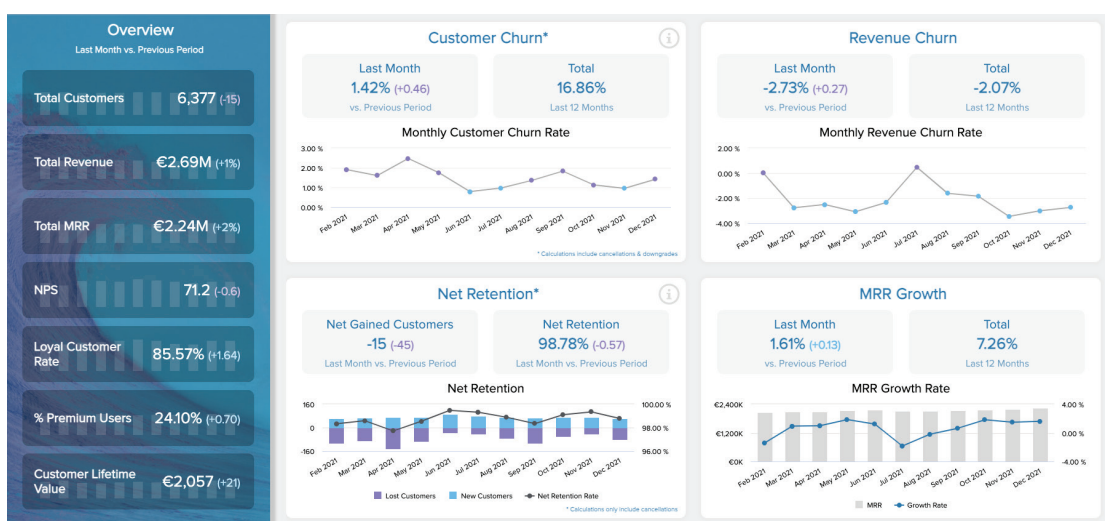 Overview
Last Month vs. Previous Period
Total Customers 6,377 (-15)
Total Revenue €2.69M (+1%)
Total MRR €2.24M (+2%)
NPS 71.2 (-0.6)
Loyal Customer
Rate 85.57% (+1.64)
% Premium Users 24.10% (+0.70)
Customer Lifetime
Value €2,057 (+21)
Customer Churn*
i
Last Month
1.42% (+0.46)
vs. Previous Period
Total
16.86%
Last 12 Months
Monthly Customer Churn Rate
3.00 %
2.00 %
1.00 %
0.00 %
Feb 2021 Mar 2021 Apr 2021 May 2021 Jun 2021 Jul 2021 Aug 2021 Sep 2021 Oct 2021 Nov 2021 Dec 2021
* Calculations include cancellations & downgrades
Revenue Churn
Last Month
-2.73% (+0.27)
vs. Previous Period
Total
-2.07%
Last 12 Months
Monthly Revenue Churn Rate
2.00 %
0.00 %
-2.00 %
-4.00 %
Feb 2021 Mar 2021 Apr 2021 May 2021 Jun 2021 Jul 2021 Aug 2021 Sep 2021 Oct 2021 Nov 2021 Dec 2021
Net Retention*
i
Net Gained Customers
-15 (-45)
Last Month vs. Previous Period
Net Retention
98.78% (-0.57)
Last Month vs. Previous Period
Net Retention
160 100.00 %
0 98.00 %
-160 96.00 %
Feb 2021 Mar 2021 Apr 2021 May 2021 Jun 2021 Jul 2021 Aug 2021 Sep 2021 Oct 2021 Nov 2021 Dec 2021
Lost Customers New Customers Net Retention Rate
* Calculations only include cancellations
MRR Growth
Last Month
1.61% (+0.13)
vs. Previous Period
Total
7.26%
Last 12 Months
MRR Growth Rate
€2,400K 4.00 %
€1,200K 0.00 %
€0K -4.00 %
Feb 2021 Mar 2021 Apr 2021 May 2021 Jun 2021 Jul 2021 Aug 2021 Sep 2021 Oct 2021 Nov 2021 Dec 2021
MRR Growth Rate